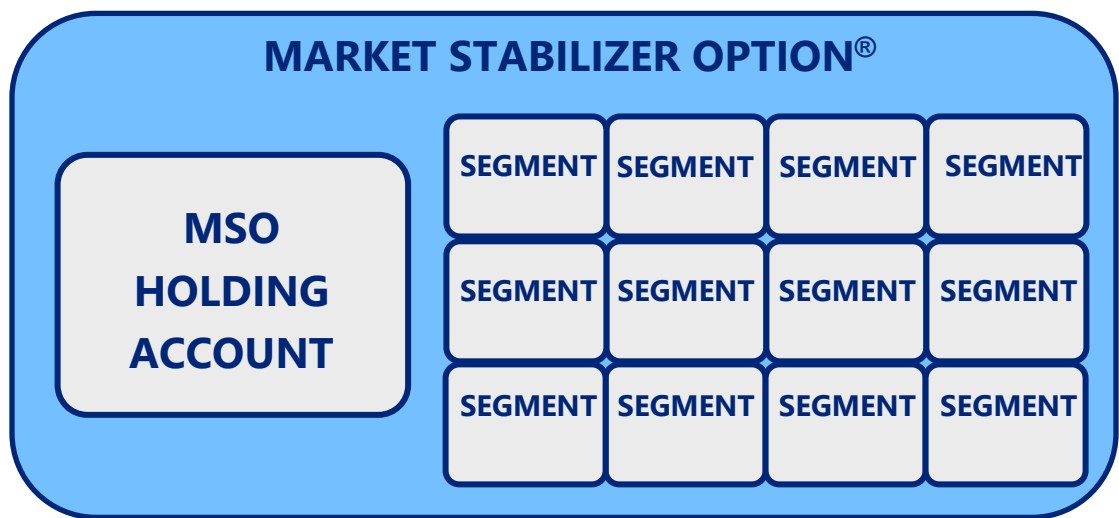 MARKET STABILIZER OPTION®
MSO
HOLDING
ACCOUNT
SEGMENT SEGMENT SEGMENT SEGMENT
SEGMENT SEGMENT SEGMENT SEGMENT
SEGMENT SEGMENT SEGMENT SEGMENT